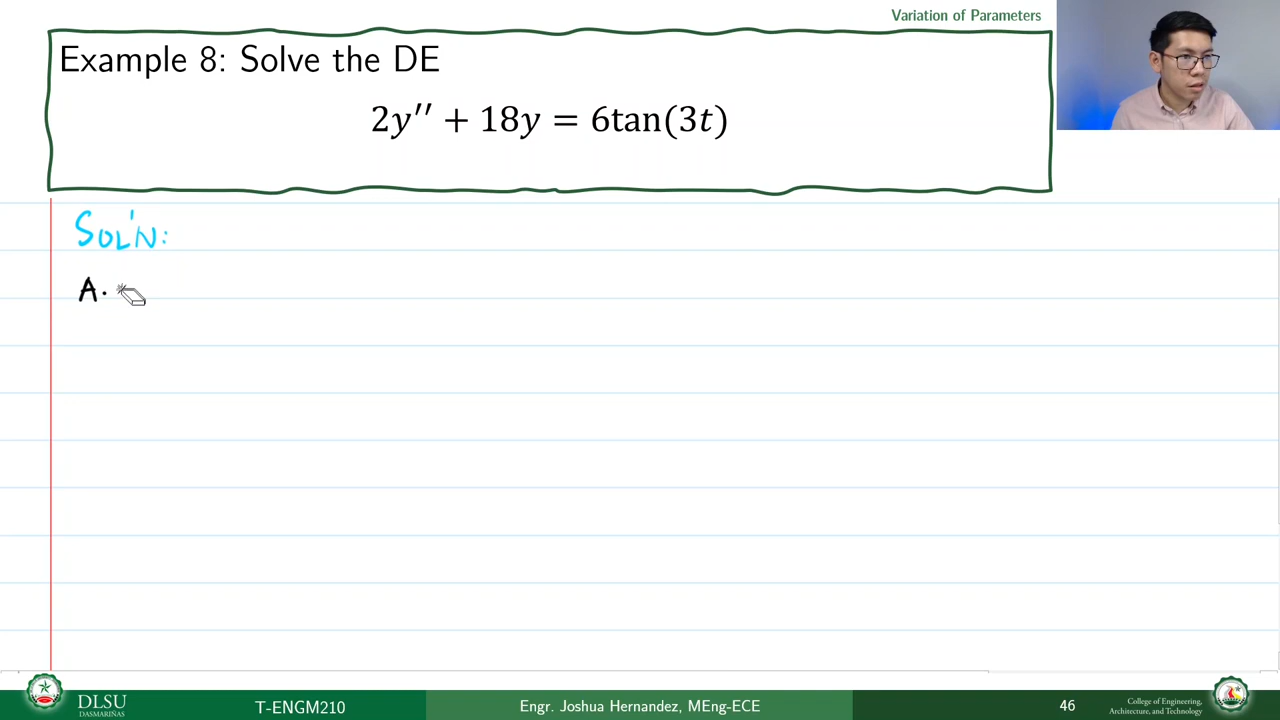 Variation of Parameters
Example 8: Solve the DE
2y′′ + 18y = 6tan(3t)
SOL'N:
A.
DLSU
DASMARIÑAS
T-ENGM210
Engr. Joshua Hernandez, MEng-ECE
46
College of Engineering,
Architecture, and Technology